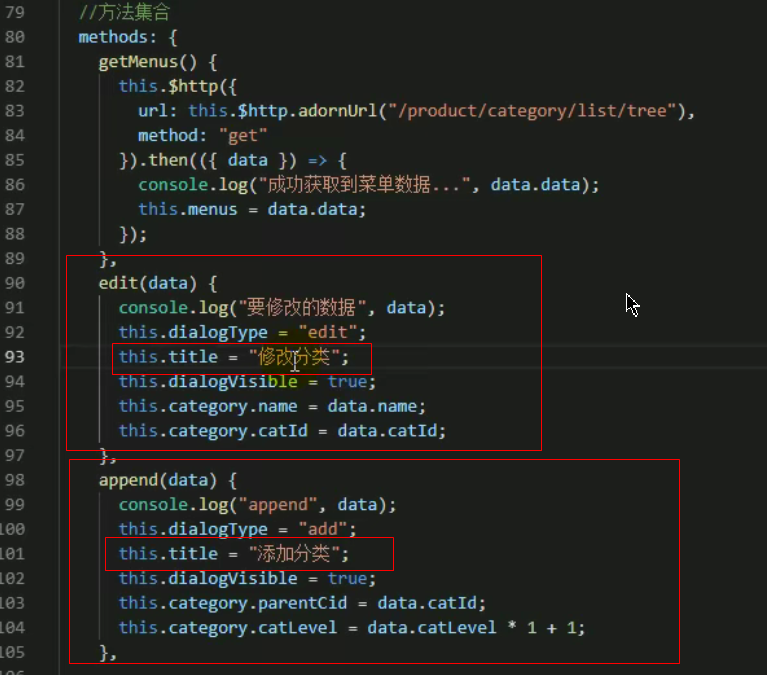 79 //方法集合
80 methods: {
81 getMenus() {
82 this.$http({
83 url: this.$http.adornUrl("/product/category/list/tree"),
84 method: "get"
85 }).then(({ data }) => {
86 console.log("成功获取到菜单数据...", data.data);
87 this.menus = data.data;
88 });
89 },
90 edit(data) {
91 console.log("要修改的数据", data);
92 this.dialogType = "edit";
93 this.title = "修改分类";
94 this.dialogVisible = true;
95 this.category.name = data.name;
96 this.category.catId = data.catId;
97 },
98 append(data) {
99 console.log("append", data);
100 this.dialogType = "add";
101 this.title = "添加分类";
102 this.dialogVisible = true;
103 this.category.parentCid = data.catId;
104 this.category.catLevel = data.catLevel * 1 + 1;
105 },